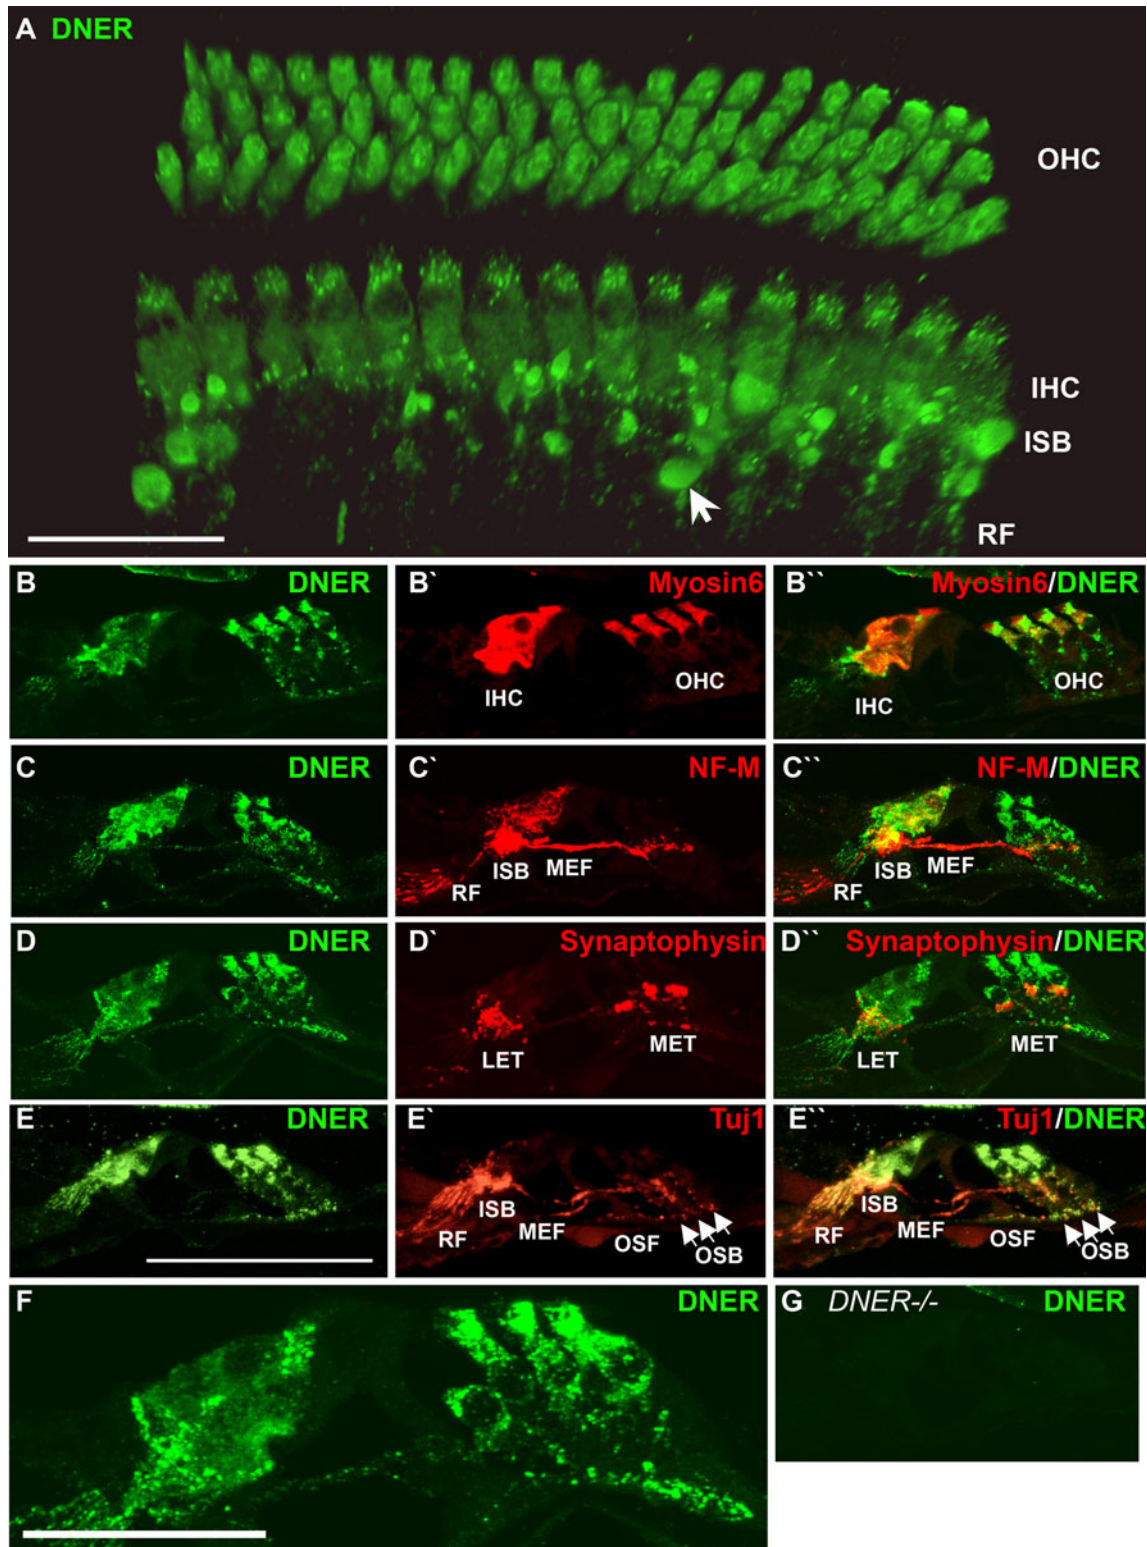 A DNER
OHC
IHC
ISB
RF
B DNER
B` Myosin6
IHC
OHC
B`` Myosin6/DNER
IHC
OHC
C DNER
C` NF-M
RF
ISB
MEF
C`` NF-M/DNER
RF
ISB
MEF
D DNER
D` Synaptophysin
LET
MET
D`` Synaptophysin/DNER
LET
MET
E DNER
E` Tuj1
ISB
RF
MEF
OSF
OSB
E`` Tuj1/DNER
ISB
RF
MEF
OSF
OSB
F DNER
G DNER-/- DNER